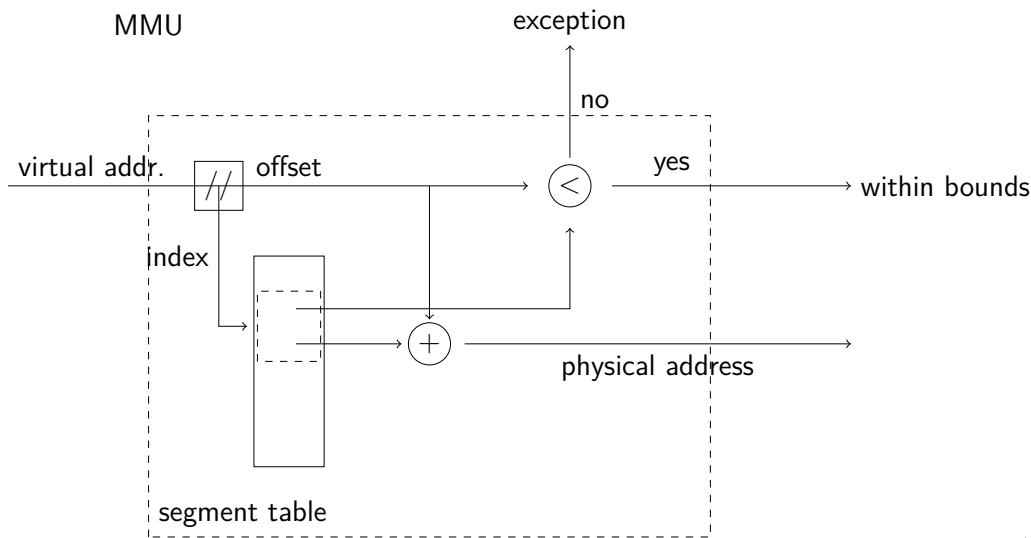 MMU
exception
no
virtual addr.
//
offset
<
yes
within bounds
index
+
physical address
segment table